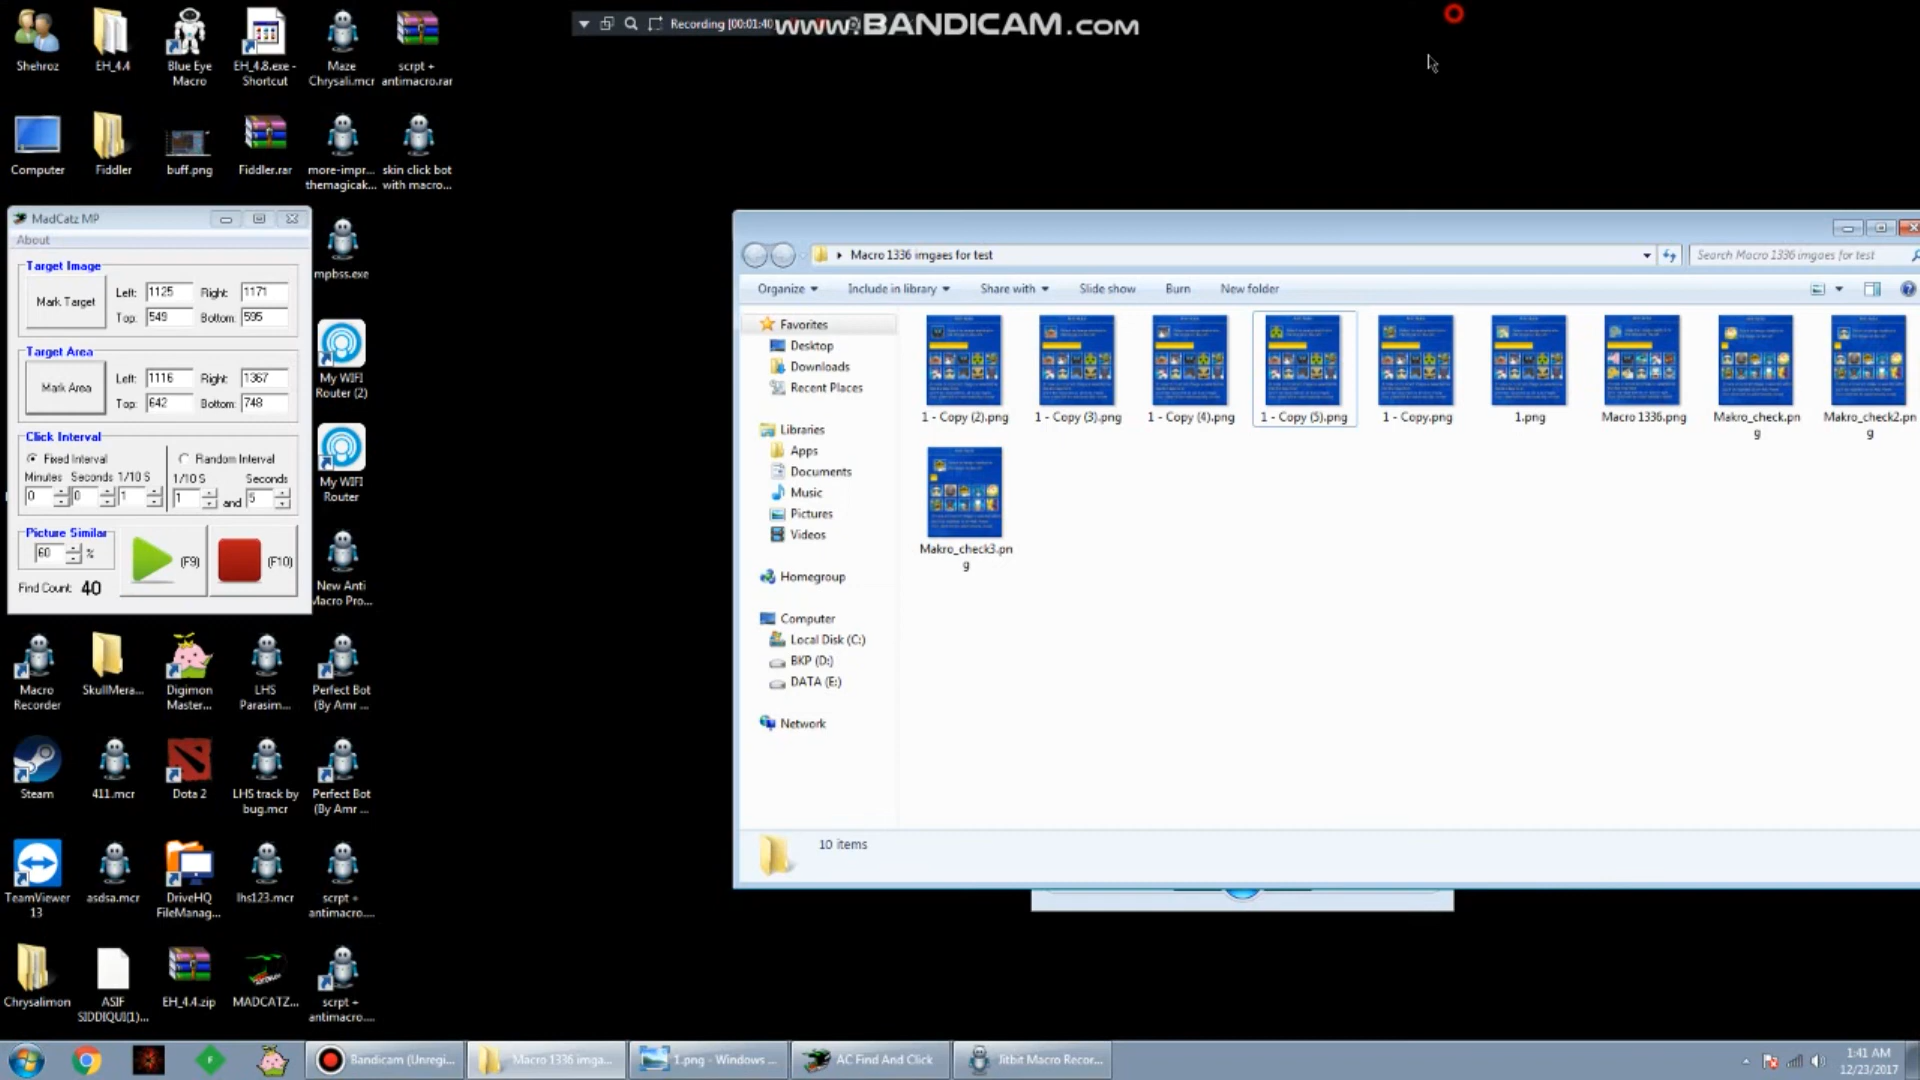 Recording [00:01:40
www.BANDICAM.com
Shehroz
EH_4.4
Blue Eye
Macro
EH_4.8.exe -
Shortcut
Maze
Chrysali.mcr
scrpt +
antimacro.rar
Computer
Fiddler
buff.png
Fiddler.rar
more-impr...
themagicak...
skin click bot
with macro...
MadCatz MP
About
Target Image
Mark Target
Left: 1125 Right: 1171
Top: 549 Bottom: 595
Target Area
Mark Area
Left: 1116 Right: 1367
Top: 642 Bottom: 748
Click Interval
Fixed Interval
Random Interval
Minutes Seconds 1/10 S
0 0 1
1/10 S Seconds
1 and 5
Picture Similar
60 %
(F9)
(F10)
Find Count: 40
mpbss.exe
My WIFI
Router (2)
My WIFI
Router
New Anti
Macro Pro...
Macro
Recorder
SkullMera...
Digimon
Master...
LHS
Parasim...
Perfect Bot
(By Amr ...
Steam
411.mcr
Dota 2
LHS track by
bug.mcr
Perfect Bot
(By Amr ...
TeamViewer
13
asdsa.mcr
DriveHQ
FileManag...
lhs123.mcr
scrpt +
antimacro....
Chrysalimon
ASIF
SIDDIQUI(1)...
EH_4.4.zip
MADCATZ...
scrpt +
antimacro....
Macro 1336 imgaes for test
Search Macro 1336 imgaes for test
Organize
Include in library
Share with
Slide show
Burn
New folder
Favorites
Desktop
Downloads
Recent Places
Libraries
Apps
Documents
Music
Pictures
Videos
Homegroup
Computer
Local Disk (C:)
BKP (D:)
DATA (E:)
Network
1 - Copy (2).png
1 - Copy (3).png
1 - Copy (4).png
1 - Copy (5).png
1 - Copy.png
1.png
Macro 1336.png
Makro_check.pn
g
Makro_check2.pn
g
Makro_check3.pn
g
10 items
Bandicam (Unregi...
Macro 1336 imga...
1.png - Windows ...
AC Find And Click
Jitbit Macro Recor...
1:41 AM
12/23/2017